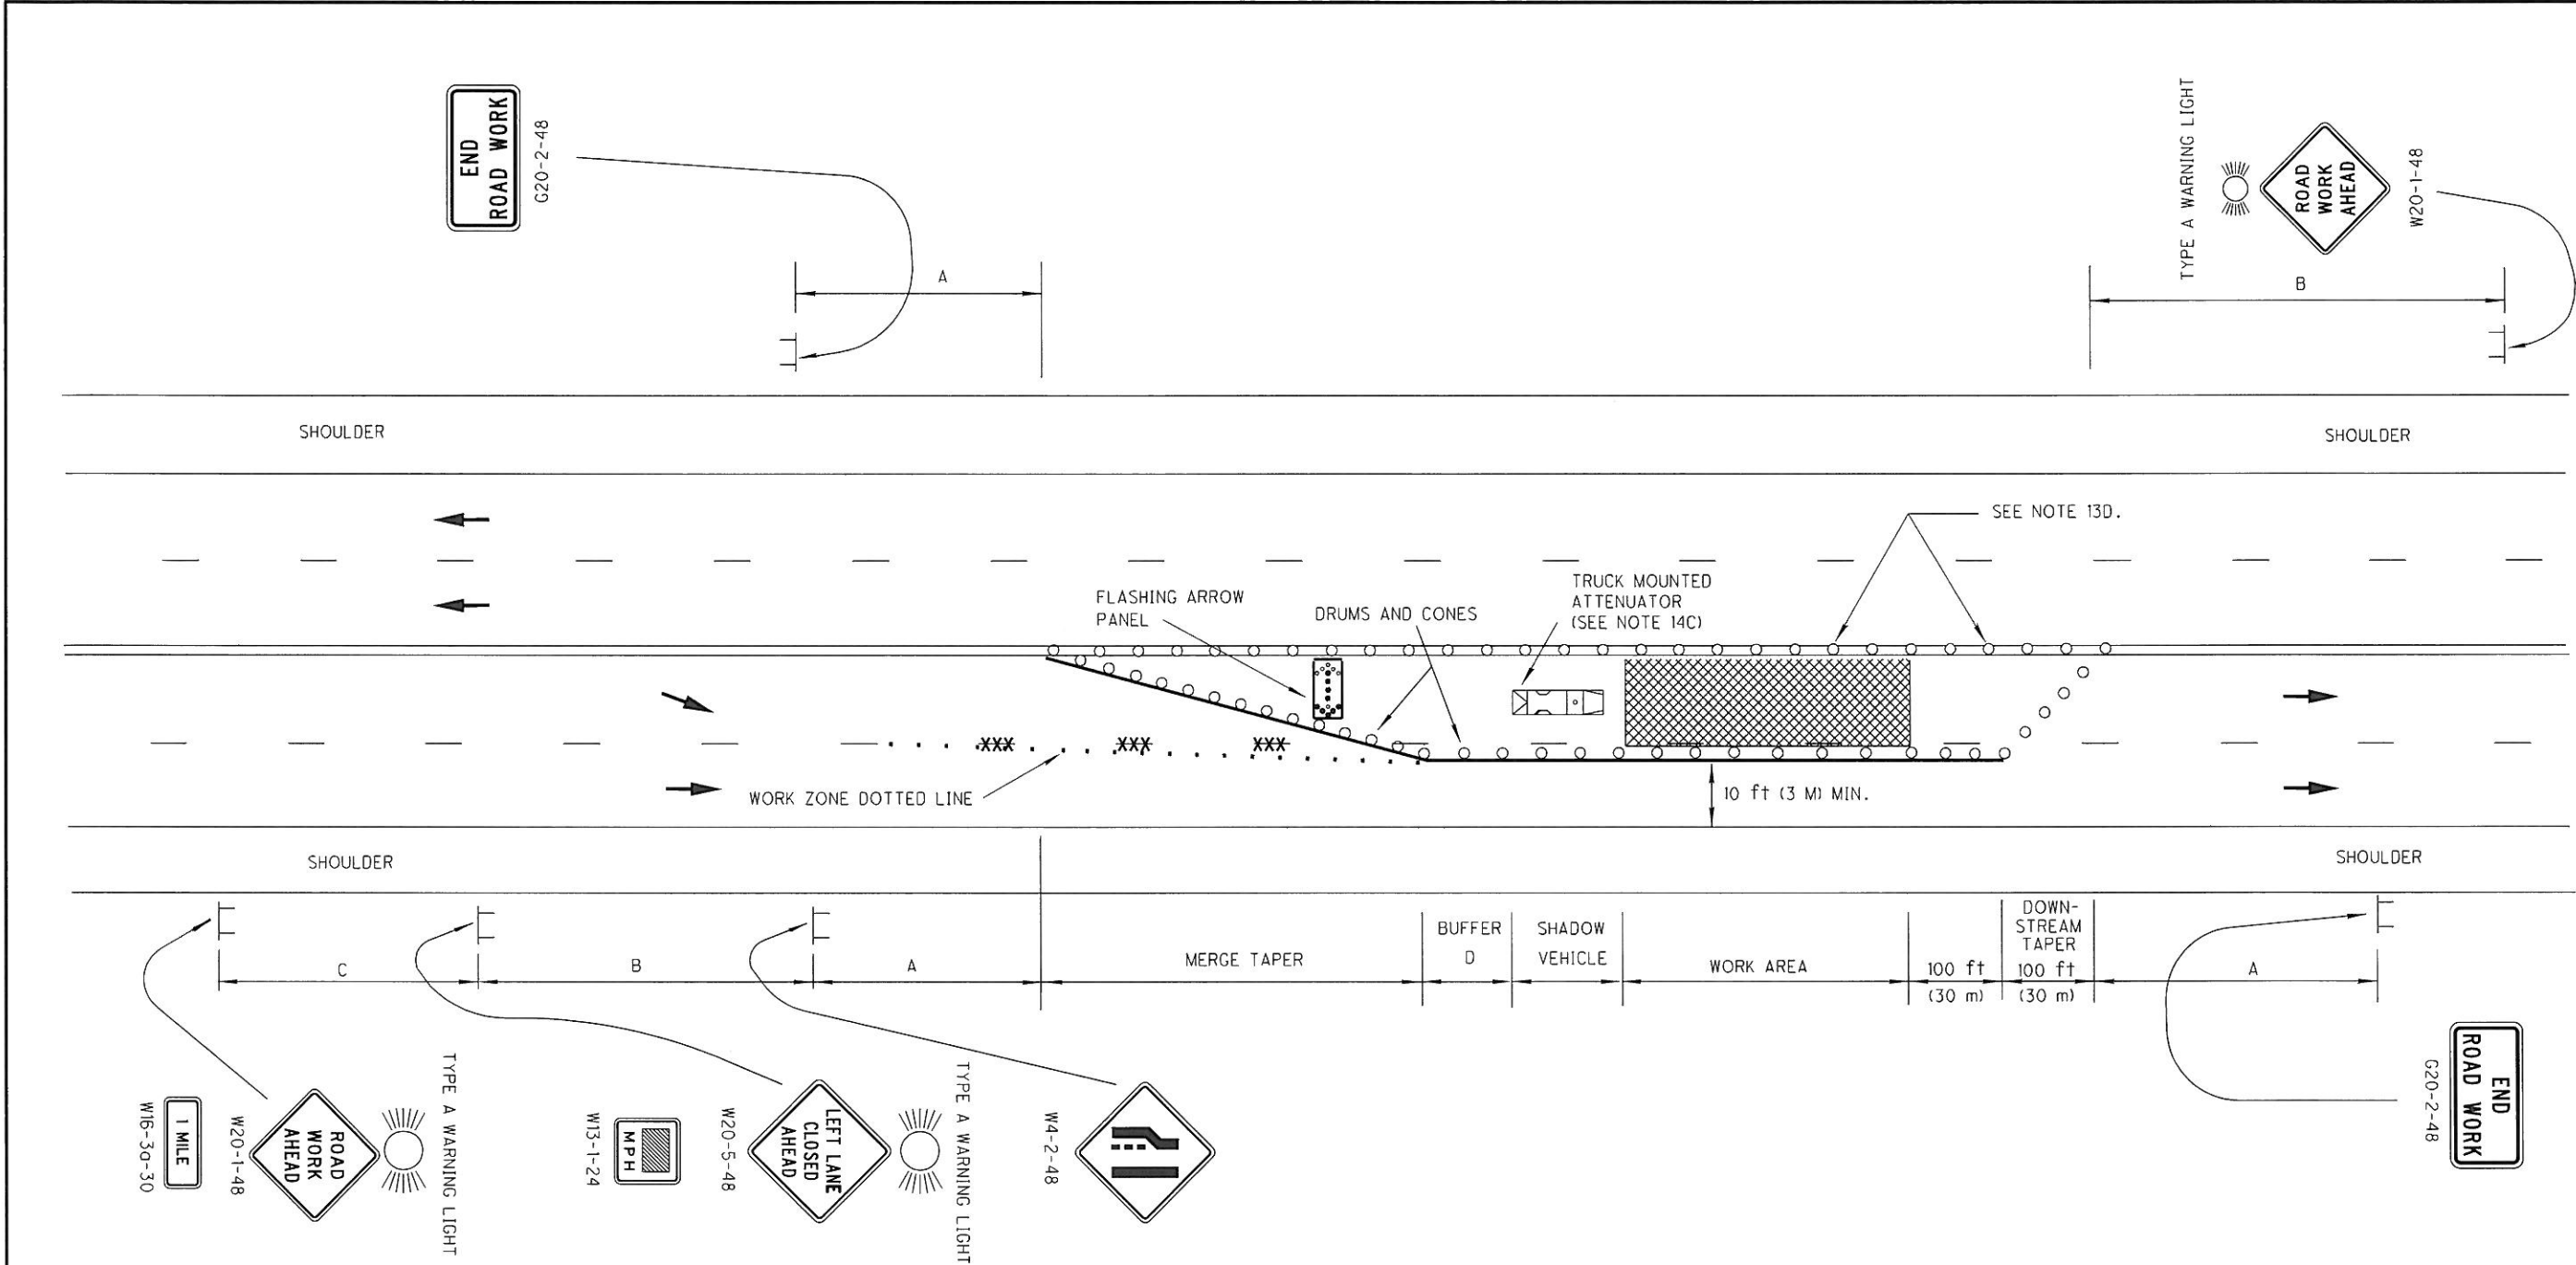 END
ROAD WORK
G20-2-48
TYPE A WARNING LIGHT
ROAD
WORK
AHEAD
W20-1-48
A
B
SHOULDER
SHOULDER
SEE NOTE 13D.
FLASHING ARROW
PANEL
DRUMS AND CONES
TRUCK MOUNTED
ATTENUATOR
(SEE NOTE 14C)
XXX
XXX
XXX
WORK ZONE DOTTED LINE
10 ft (3 M) MIN.
SHOULDER
SHOULDER
C
B
A
MERGE TAPER
BUFFER
D
SHADOW
VEHICLE
WORK AREA
100 ft
(30 m)
DOWN-
STREAM
TAPER
100 ft
(30 m)
A
W16-3a-30
1 MILE
W20-1-48
ROAD
WORK
AHEAD
TYPE A WARNING LIGHT
W13-1-24
MPH
W20-5-48
LEFT LANE
CLOSED
AHEAD
TYPE A WARNING LIGHT
W4-2-48
END
ROAD WORK
G20-2-48